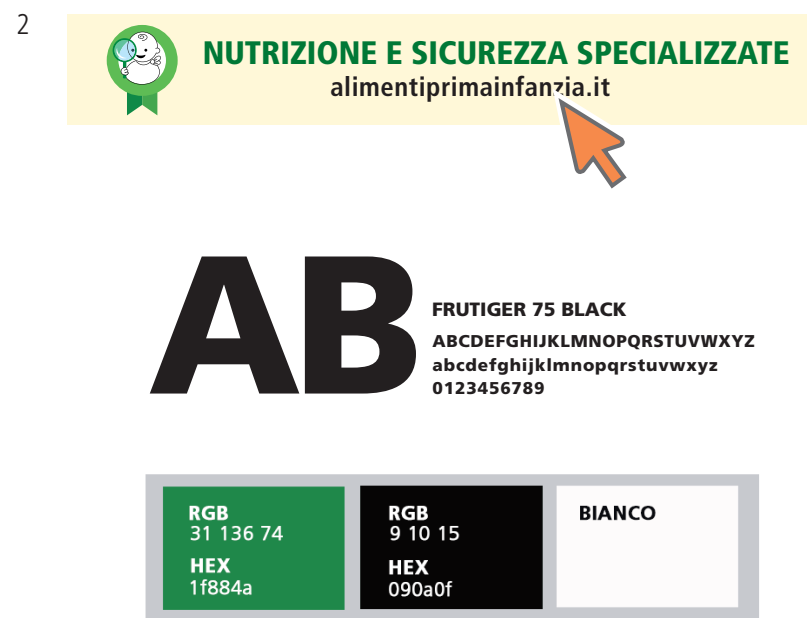 2
NUTRIZIONE E SICUREZZA SPECIALIZZATE
alimentiprimainfanzia.it
AB
FRUTIGER 75 BLACK
ABCDEFGHIJKLMNOPQRSTUVWXYZ
abcdefghijklmnopqrstuvwxyz
0123456789
RGB
31 136 74
HEX
1f884a
RGB
9 10 15
HEX
090a0f
BIANCO